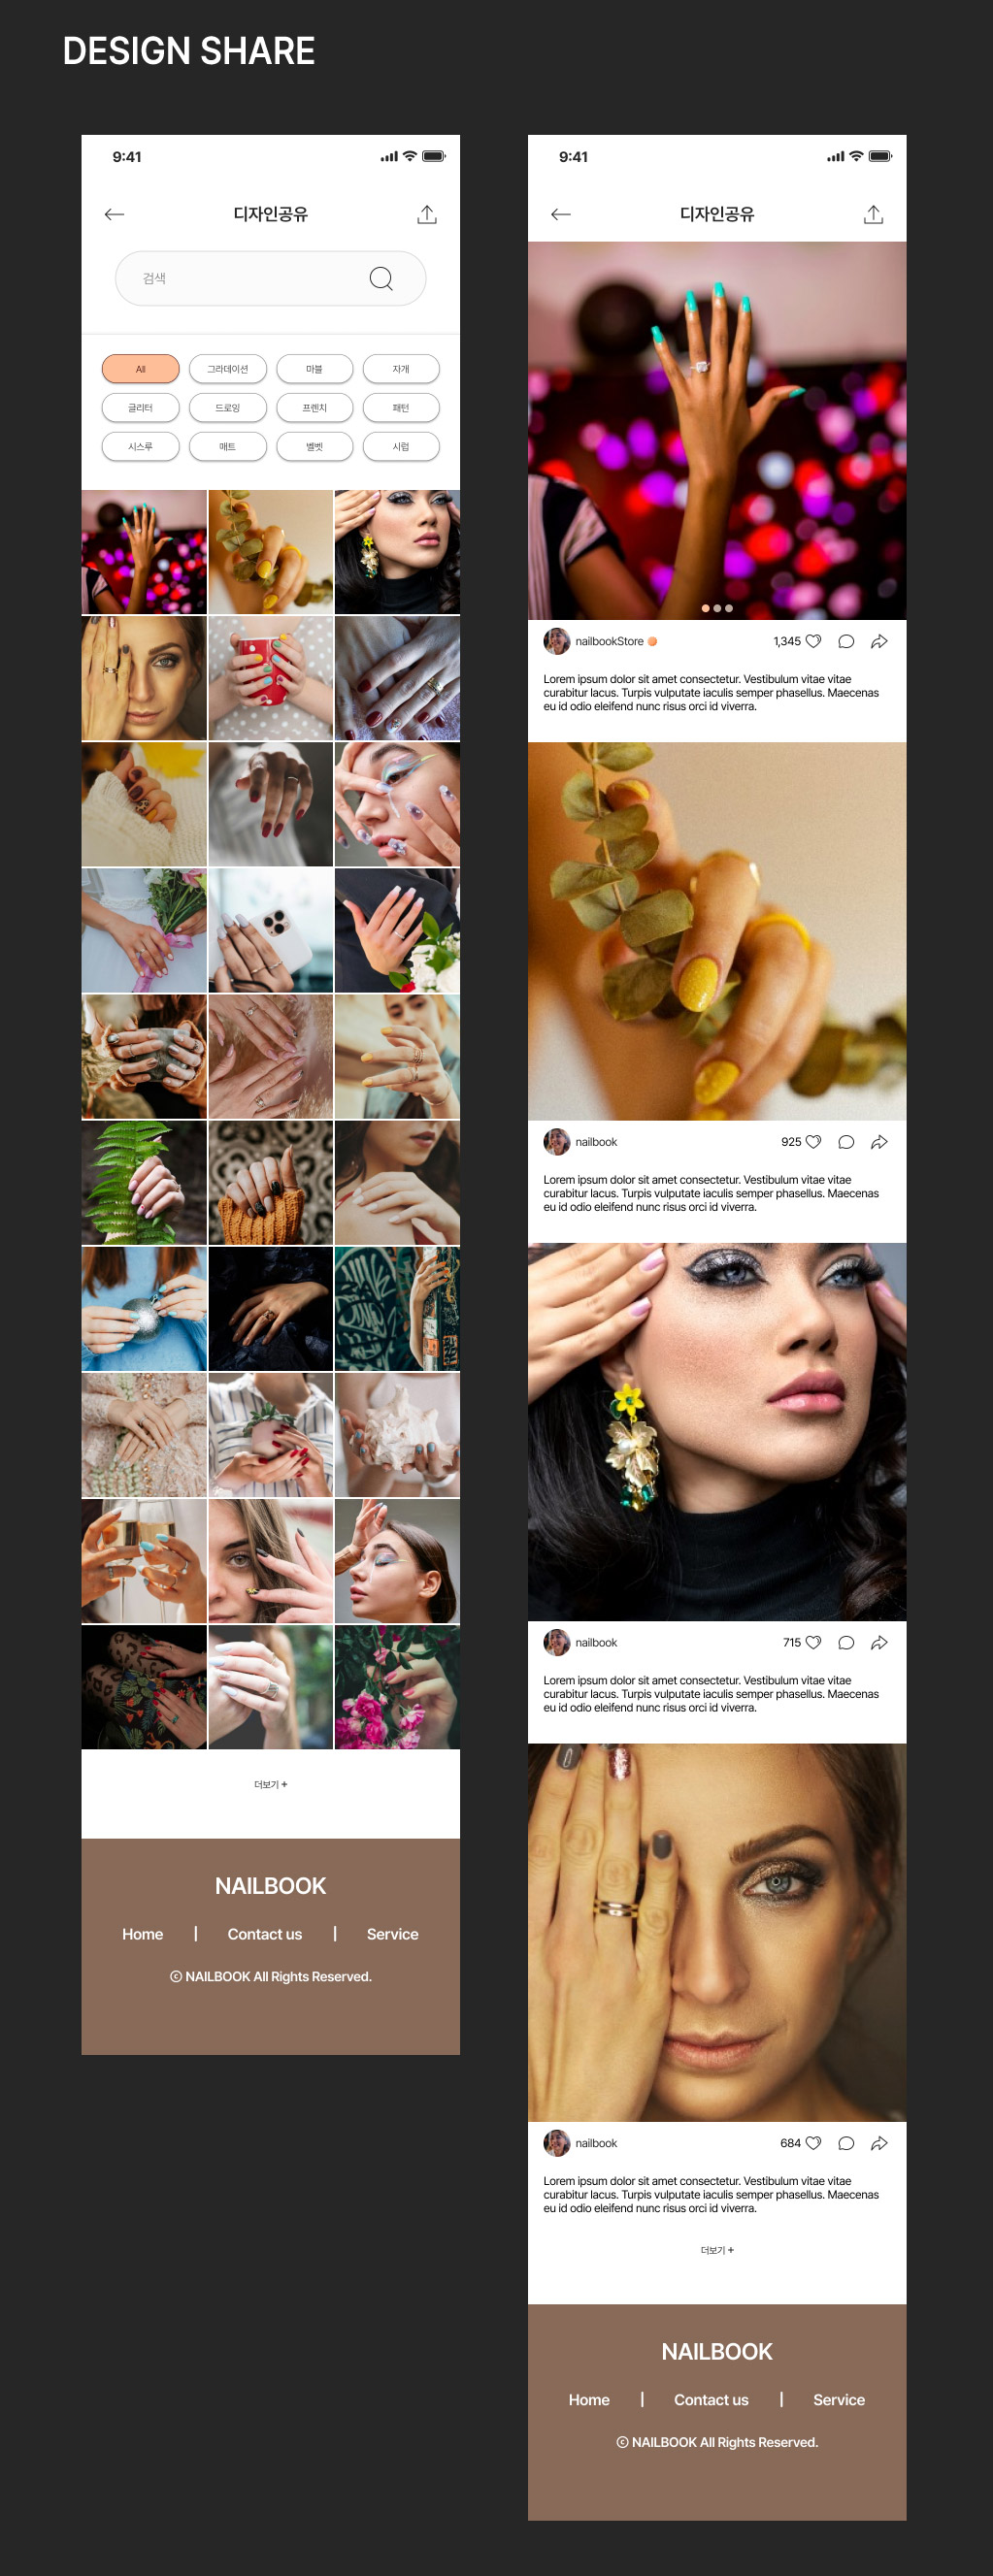 DESIGN SHARE
9:41
디자인공유
검색
All
그라데이션
마블
자개
글리터
드로잉
프렌치
패턴
시스루
매트
벨벳
시럽
더보기 +
NAILBOOK
Home | Contact us | Service
© NAILBOOK All Rights Reserved.
9:41
디자인공유
nailbookStore 1,345
Lorem ipsum dolor sit amet consectetur. Vestibulum vitae vitae
curabitur lacus. Turpis vulputate iaculis semper phasellus. Maecenas
eu id odio eleifend nunc risus orci id viverra.
nailbook 925
Lorem ipsum dolor sit amet consectetur. Vestibulum vitae vitae
curabitur lacus. Turpis vulputate iaculis semper phasellus. Maecenas
eu id odio eleifend nunc risus orci id viverra.
nailbook 715
Lorem ipsum dolor sit amet consectetur. Vestibulum vitae vitae
curabitur lacus. Turpis vulputate iaculis semper phasellus. Maecenas
eu id odio eleifend nunc risus orci id viverra.
nailbook 684
Lorem ipsum dolor sit amet consectetur. Vestibulum vitae vitae
curabitur lacus. Turpis vulputate iaculis semper phasellus. Maecenas
eu id odio eleifend nunc risus orci id viverra.
더보기 +
NAILBOOK
Home | Contact us | Service
© NAILBOOK All Rights Reserved.